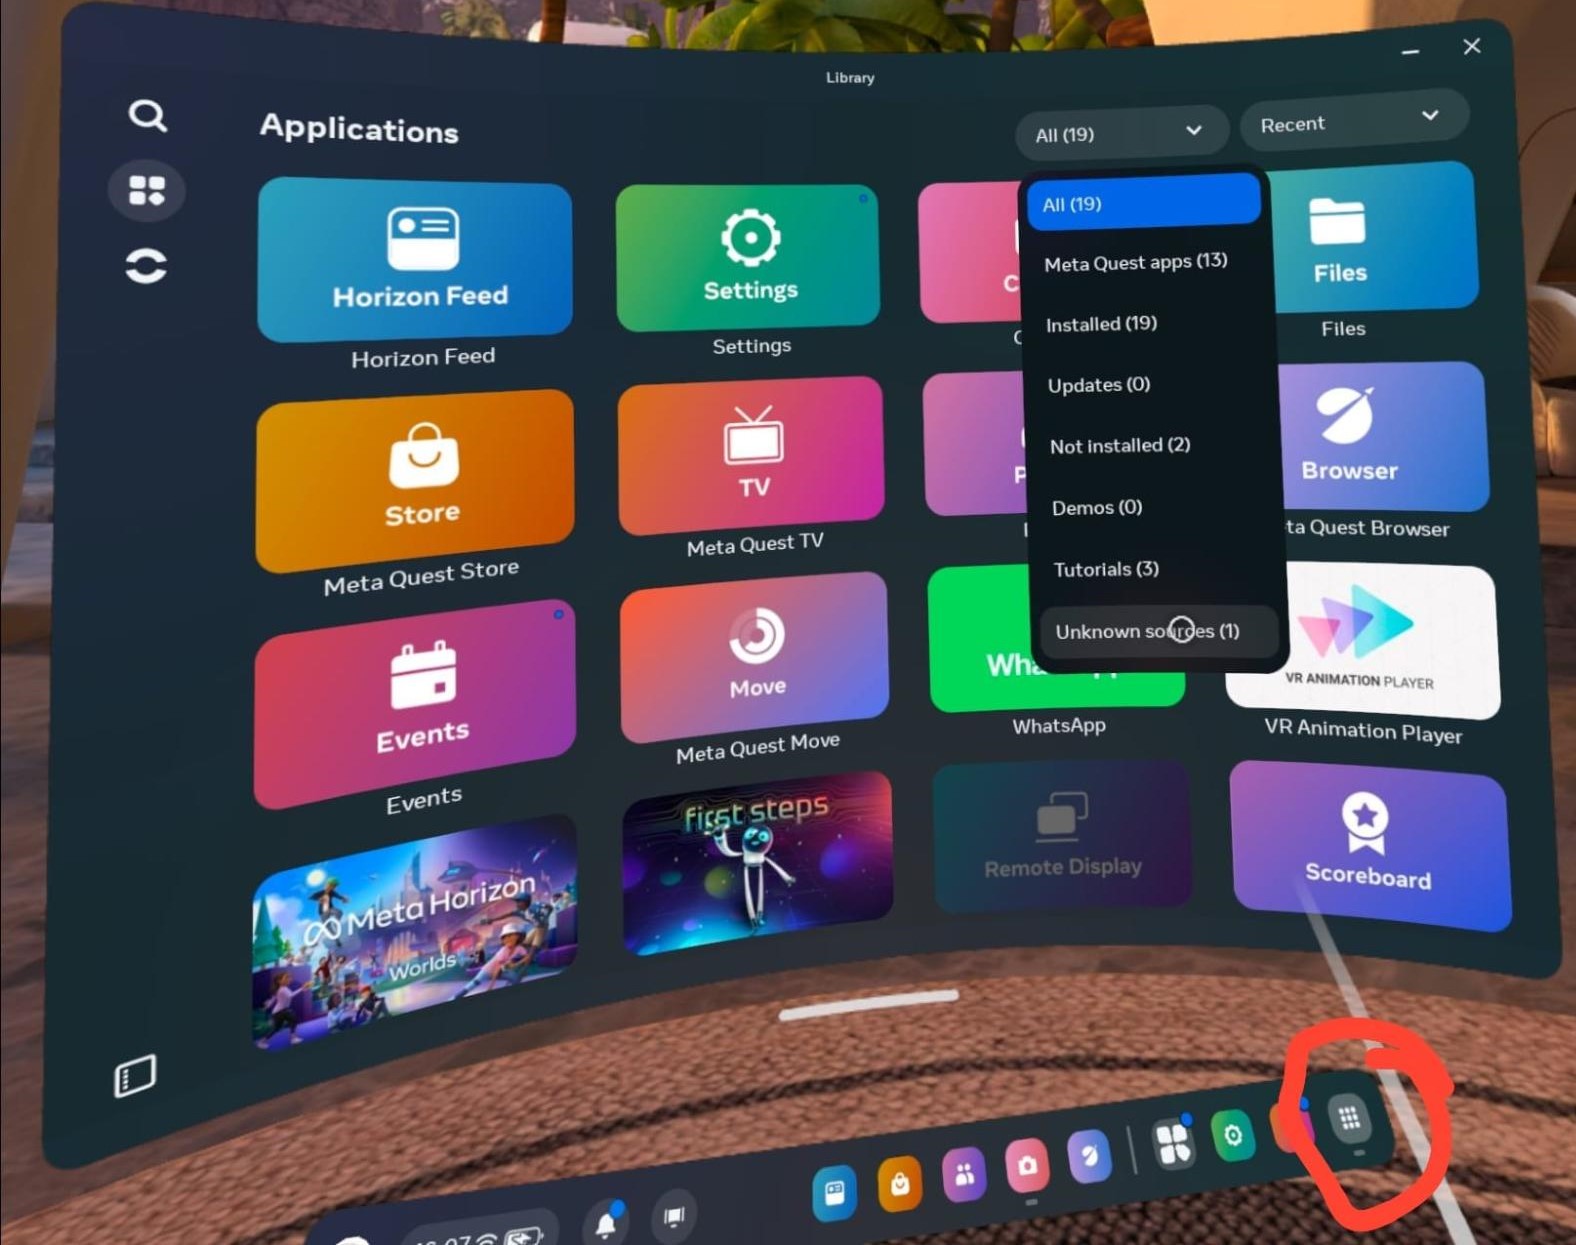 Library
Applications
All (19)
Recent
All (19)
Meta Quest apps (13)
Installed (19)
Updates (0)
Not installed (2)
Demos (0)
Tutorials (3)
Unknown sources (1)
Horizon Feed
Horizon Feed
Settings
Settings
Files
Files
Store
Meta Quest Store
TV
Meta Quest TV
Browser
ta Quest Browser
Events
Events
Move
Meta Quest Move
WhatsApp
VR ANIMATION PLAYER
VR Animation Player
Meta Horizon
Worlds
first steps
Remote Display
Scoreboard